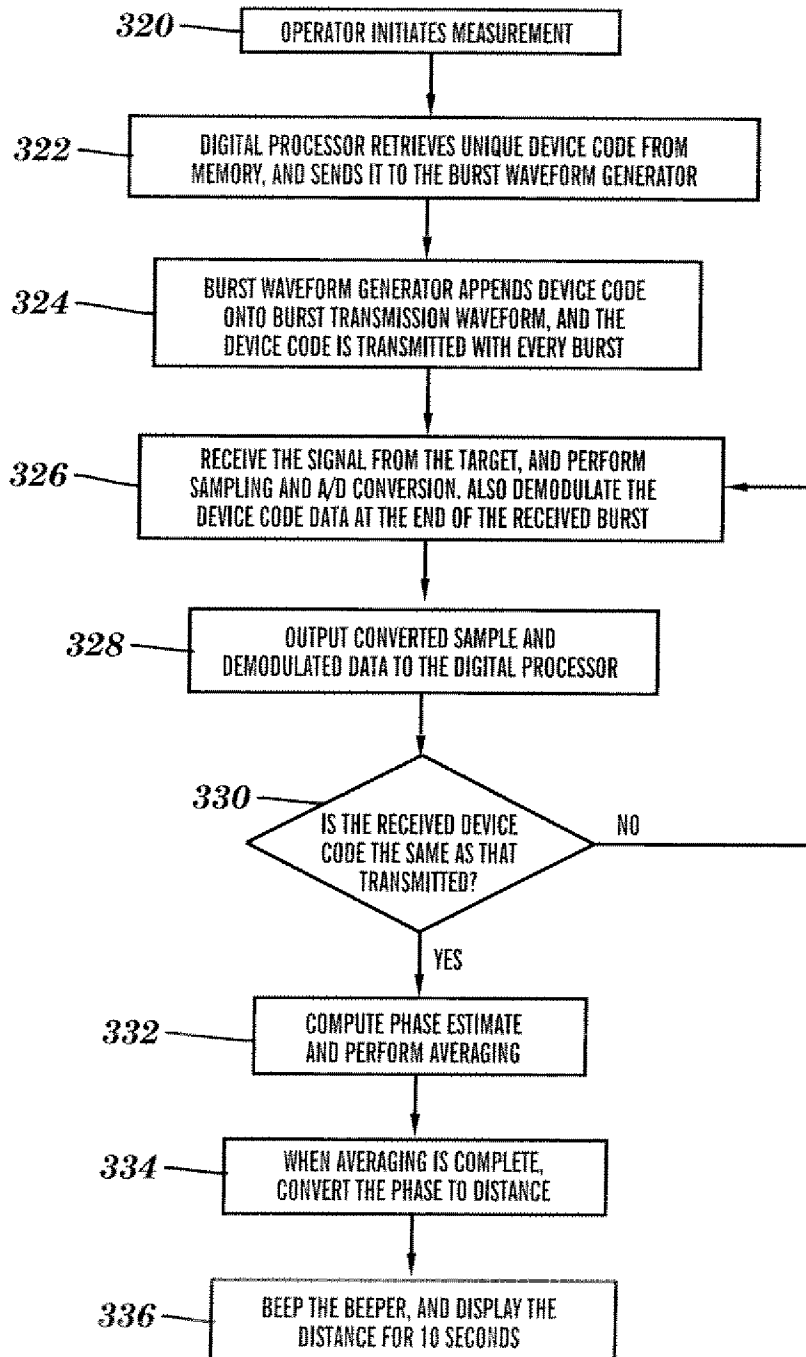 320
OPERATOR INITIATES MEASUREMENT
322
DIGITAL PROCESSOR RETRIEVES UNIQUE DEVICE CODE FROM
MEMORY, AND SENDS IT TO THE BURST WAVEFORM GENERATOR
324
BURST WAVEFORM GENERATOR APPENDS DEVICE CODE
ONTO BURST TRANSMISSION WAVEFORM, AND THE
DEVICE CODE IS TRANSMITTED WITH EVERY BURST
326
RECEIVE THE SIGNAL FROM THE TARGET, AND PERFORM
SAMPLING AND A/D CONVERSION. ALSO DEMODULATE THE
DEVICE CODE DATA AT THE END OF THE RECEIVED BURST
328
OUTPUT CONVERTED SAMPLE AND
DEMODULATED DATA TO THE DIGITAL PROCESSOR
330
IS THE RECEIVED DEVICE
CODE THE SAME AS THAT
TRANSMITTED?
NO
YES
332
COMPUTE PHASE ESTIMATE
AND PERFORM AVERAGING
334
WHEN AVERAGING IS COMPLETE,
CONVERT THE PHASE TO DISTANCE
336
BEEP THE BEEPER, AND DISPLAY THE
DISTANCE FOR 10 SECONDS